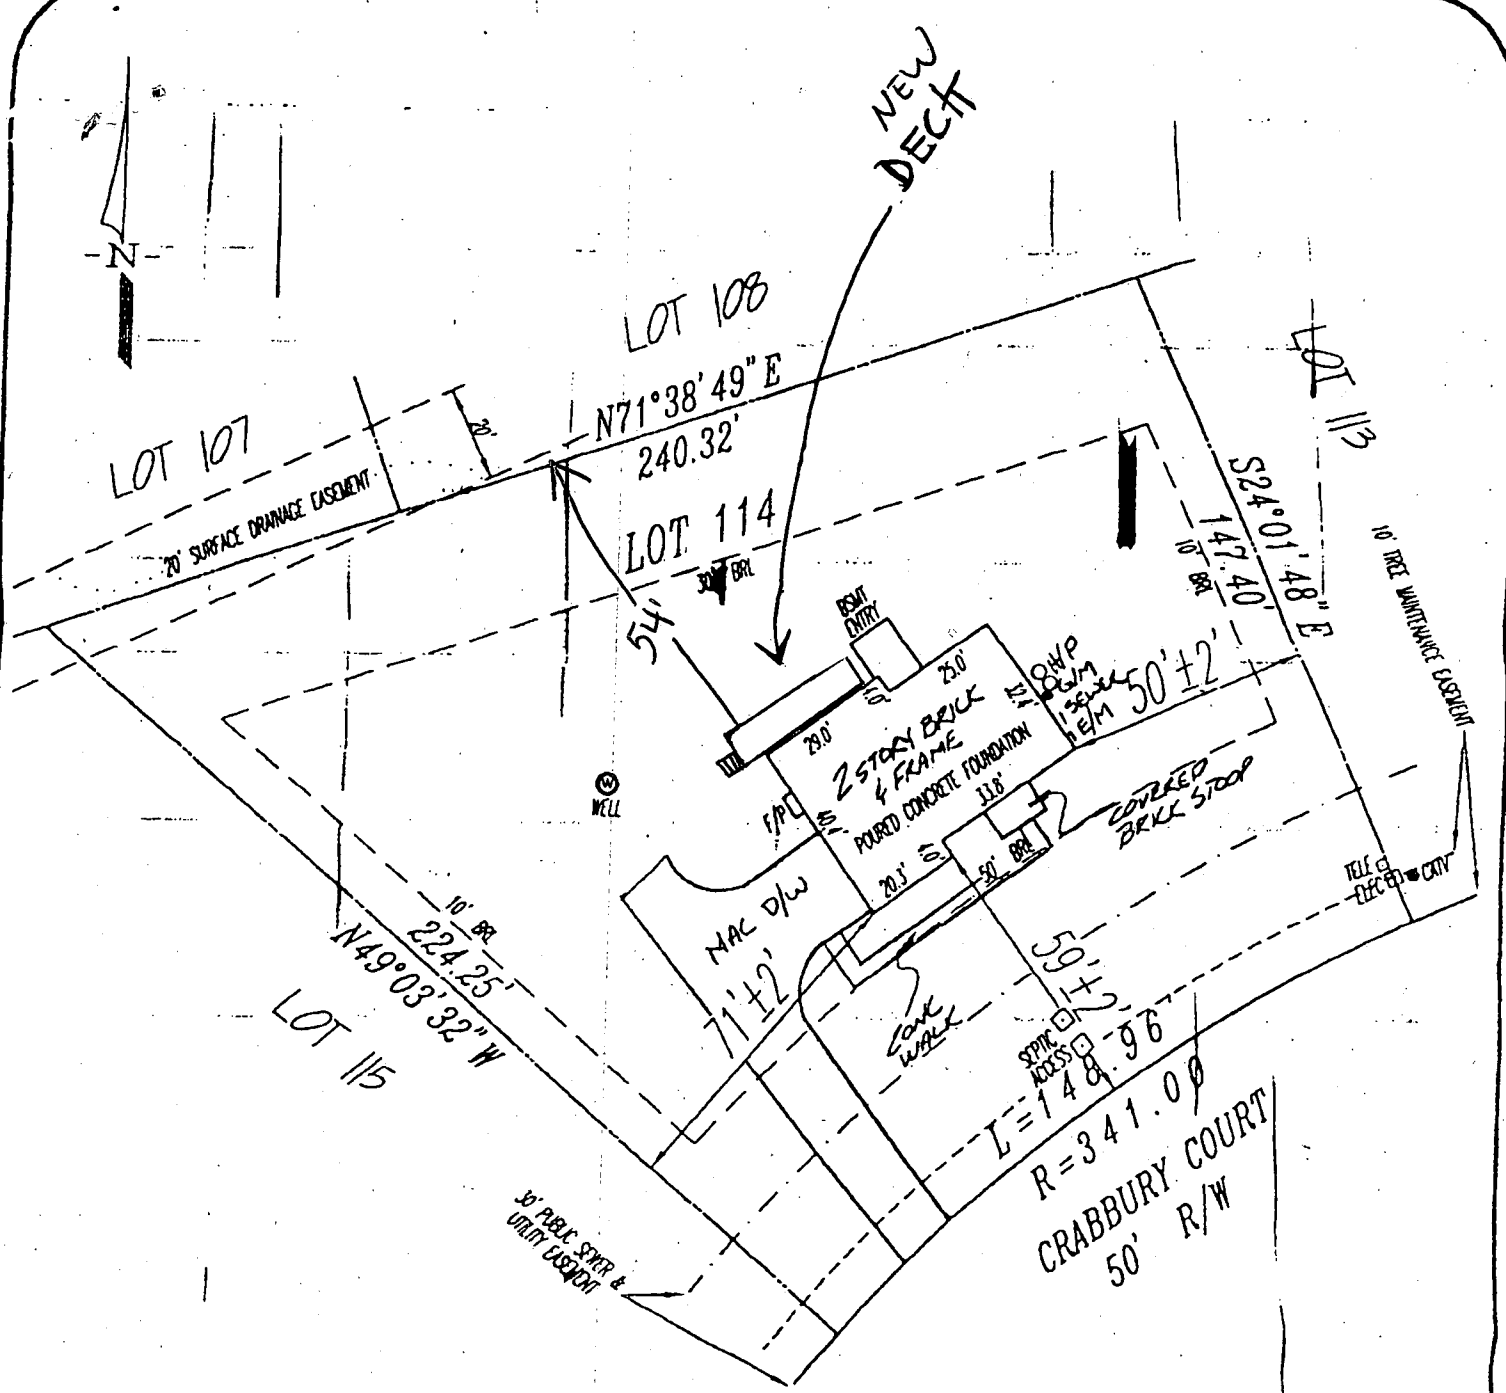 NEW
DECK
N
LOT 108
LOT 113
N71°38'49"E
240.32'
LOT 107
20'
20' SURFACE DRAINAGE EASEMENT
S24°01'48"E
147.40'
10' BRL
LOT 114
30' BRL
10' TREE MAINTENANCE EASEMENT
54'
BSMT
ENTRY
25.0'
H/P
G/M
SEWER
E/M
50'±2'
29.0'
2 STORY BRICK
& FRAME
POURED CONCRETE FOUNDATION
33.8'
W
WELL
F/P
COVERED
BRICK STOOP
20.3'
50' BRL
TELE
ELEC
CATV
MAC D/W
71'±2'
10' BRL
224.25'
N49°03'32"W
LOT 115
59'±2'
CONC
WALK
SEPTIC
ACCESS
L=148.96'
R=341.00
CRABBURY COURT
50' R/W
30' PUBLIC SEWER &
UTILITY EASEMENT